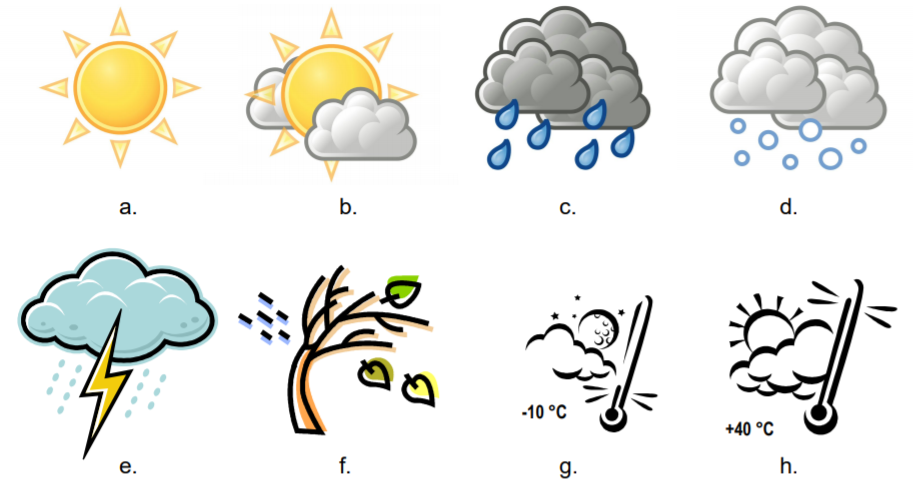 a. b. c. d.
-10 °C
+40 °C
e. f. g. h.